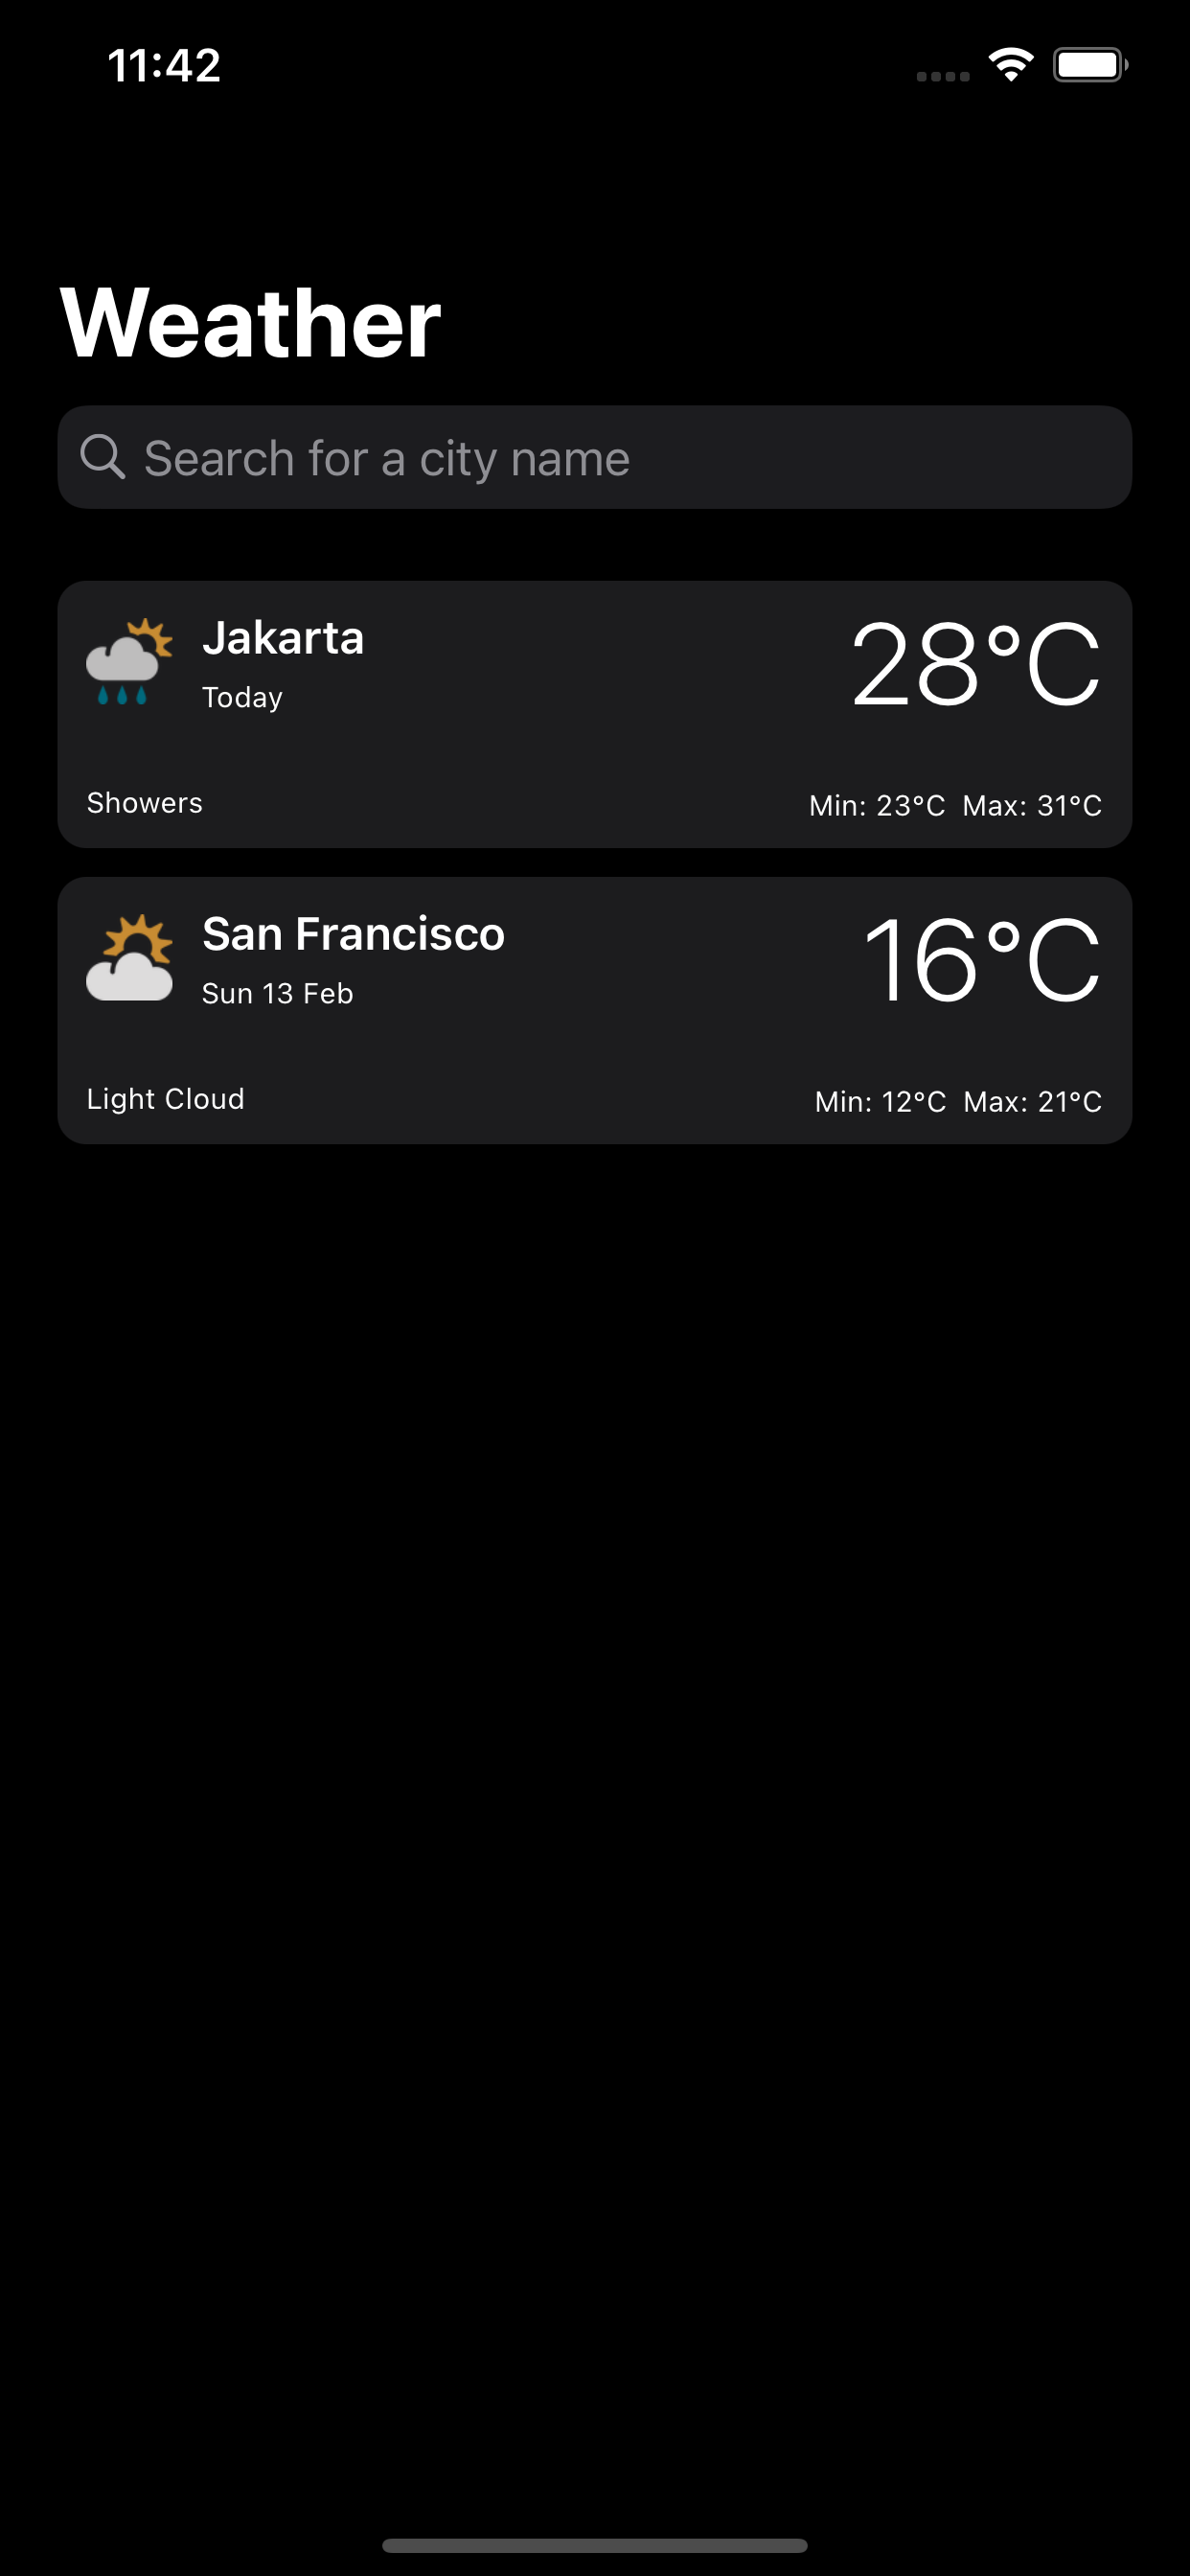 11:42
Weather
Search for a city name
Jakarta
28°C
Today
Showers
Min: 23°C Max: 31°C
San Francisco
16°C
Sun 13 Feb
Light Cloud
Min: 12°C Max: 21°C